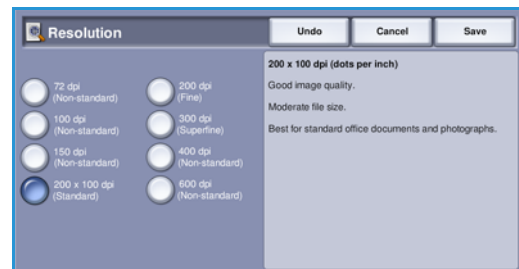 Resolution
Undo
Cancel
Save
72 dpi
(Non-standard)
200 dpi
(Fine)
100 dpi
(Non-standard)
300 dpi
(Superfine)
150 dpi
(Non-standard)
400 dpi
(Non-standard)
200 x 100 dpi
(Standard)
600 dpi
(Non-standard)
200 x 100 dpi (dots per inch)
Good image quality.
Moderate file size.
Best for standard office documents and photographs.